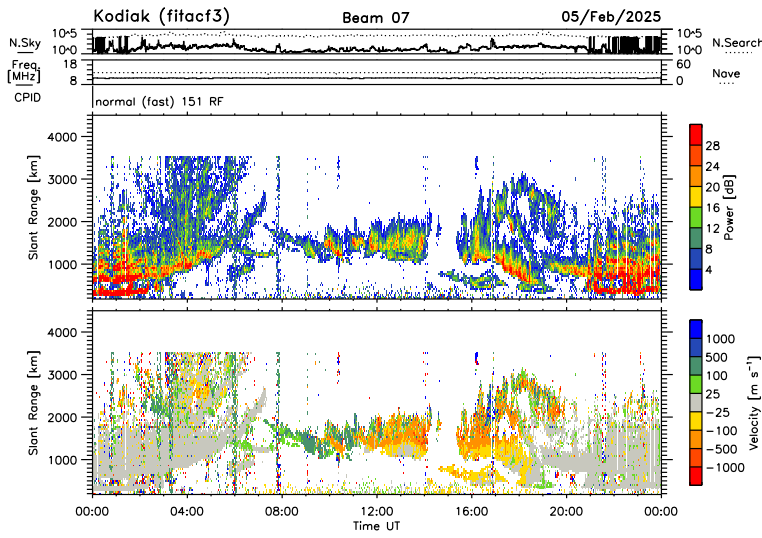 Kodiak (fitacf3) Beam 07 05/Feb/2025
N.Sky 10+5 10+0 10+5 10+0 N.Search
Freq. [MHz] 18 8 60 0 Nave
CPID normal (fast) 151 RF
Slant Range [km] 4000 3000 2000 1000
Power [dB] 28 24 20 16 12 8 4
Slant Range [km] 4000 3000 2000 1000
Velocity [m s⁻¹] 1000 500 100 25 −25 −100 −500 −1000
00:00 04:00 08:00 12:00 16:00 20:00 00:00
Time UT